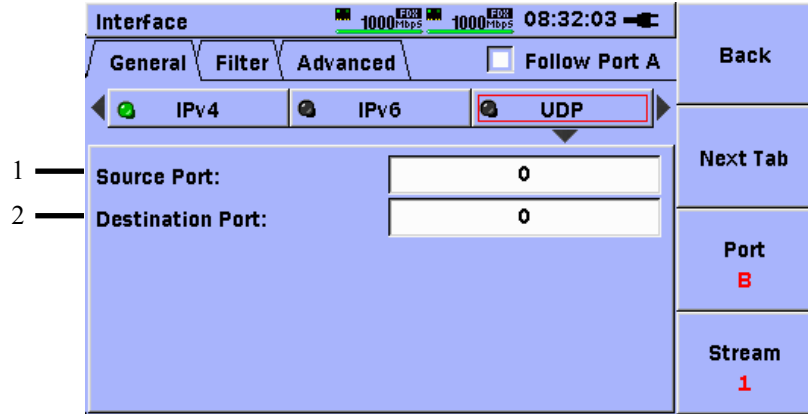 Interface 1000 FDX Mbps 1000 FDX Mbps 08:32:03
General Filter Advanced Follow Port A
IPv4 IPv6 UDP
1 Source Port: 0
2 Destination Port: 0
Back
Next Tab
Port
B
Stream
1